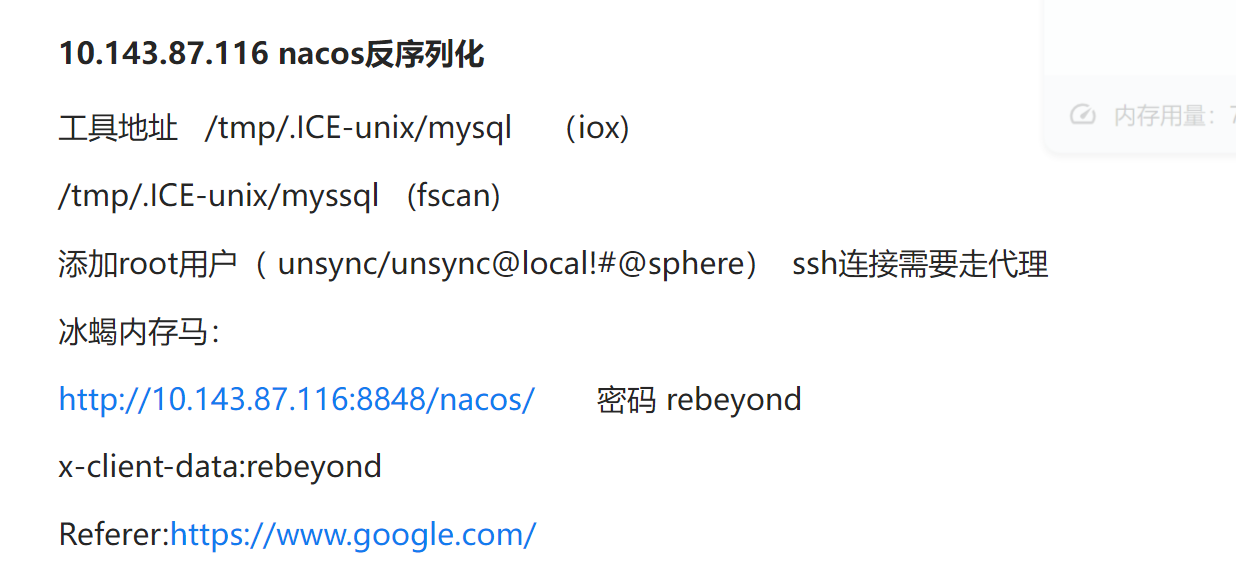 10.143.87.116 nacos反序列化
工具地址 /tmp/.ICE-unix/mysql （iox）
内存用量：7
/tmp/.ICE-unix/myssql (fscan)
添加root用户（ unsync/unsync@local!#@sphere） ssh连接需要走代理
冰蝎内存马：
http://10.143.87.116:8848/nacos/ 密码 rebeyond
x-client-data:rebeyond
Referer:https://www.google.com/